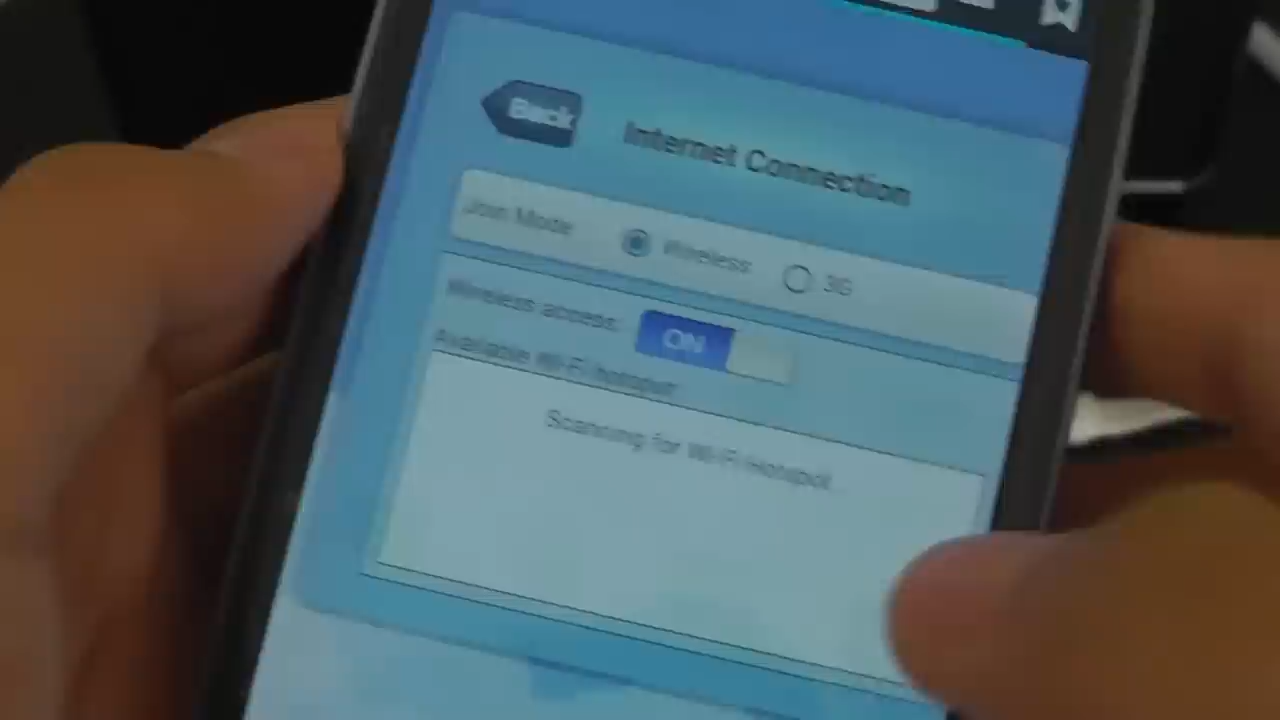 Back
Internet Connection
Join Mode Wireless 3G
Wireless access: ON
Available Wi-Fi hotspot:
Scanning for Wi-Fi Hotspot...